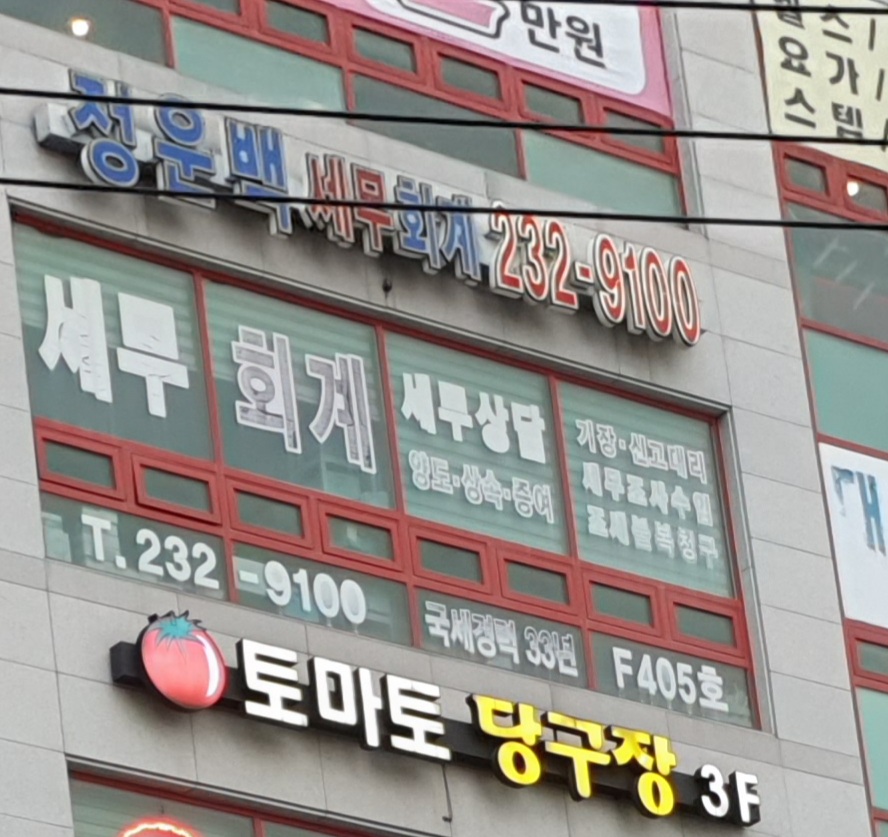 만원
요
스
츠가템
정운백 세무회계 232-9100
세무 회계
세무상담
양도·상속·증여
기장·신고대리
세무조사수임
조세불복청구
T. 232-9100
국세경력 33년
F405호
토마토 당구장 3F